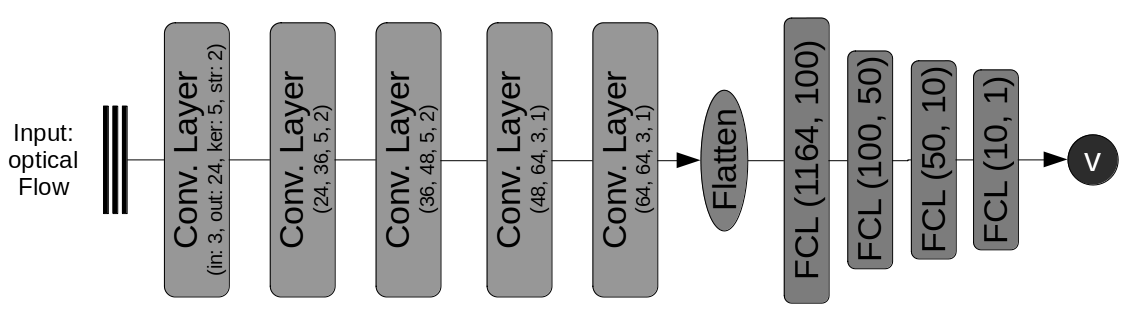 Input:
optical
Flow
Conv. Layer
(in: 3, out: 24, ker: 5, str: 2)
Conv. Layer
(24, 36, 5, 2)
Conv. Layer
(36, 48, 5, 2)
Conv. Layer
(48, 64, 3, 1)
Conv. Layer
(64, 64, 3, 1)
Flatten
FCL (1164, 100)
FCL (100, 50)
FCL (50, 10)
FCL (10, 1)
v